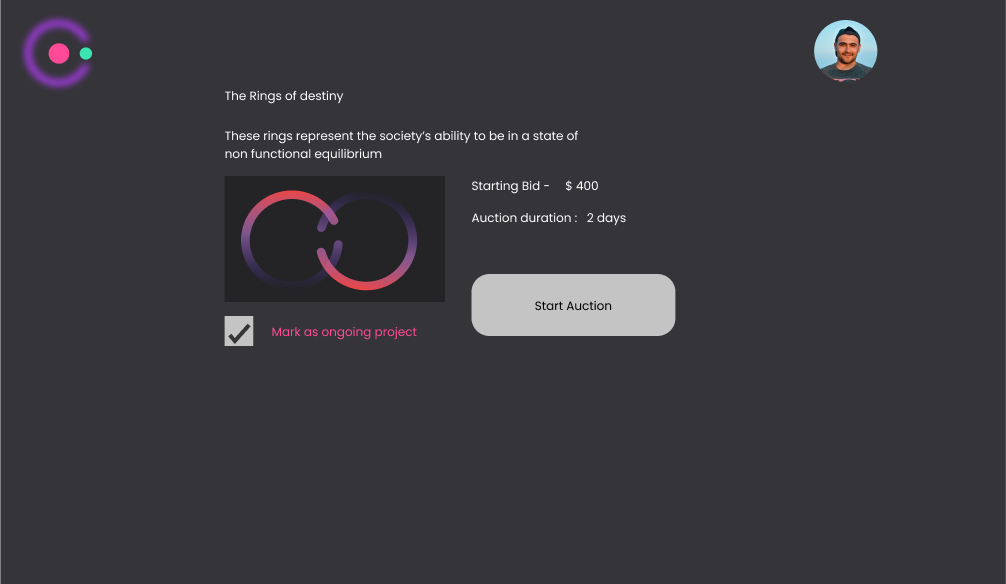 The Rings of destiny
These rings represent the society’s ability to be in a state of
non functional equilibrium
Starting Bid - $ 400
Auction duration : 2 days
Start Auction
Mark as ongoing project